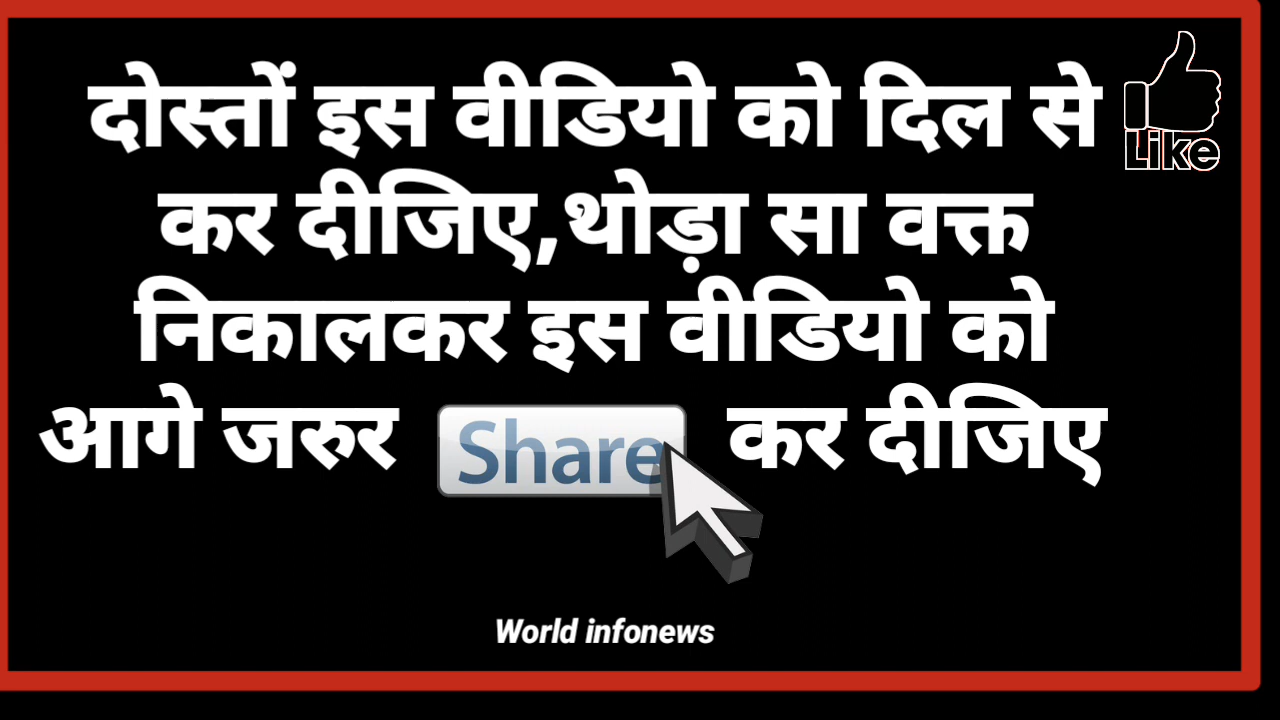 दोस्तों इस वीडियो को दिल से Like
कर दीजिए,थोड़ा सा वक्त
निकालकर इस वीडियो को
आगे जरुर Share कर दीजिए
World infonews